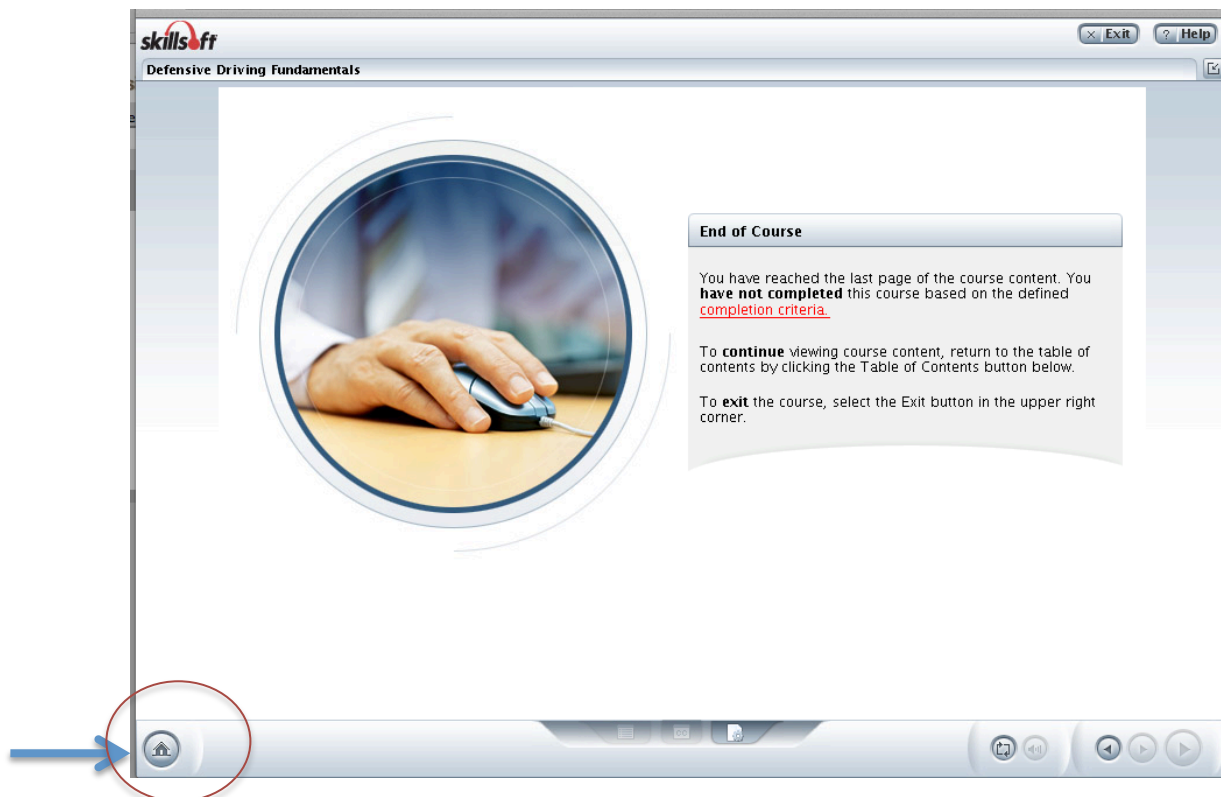 skillsoft
× Exit
? Help
Defensive Driving Fundamentals
End of Course
You have reached the last page of the course content. You
have not completed this course based on the defined
completion criteria.
To continue viewing course content, return to the table of
contents by clicking the Table of Contents button below.
To exit the course, select the Exit button in the upper right
corner.